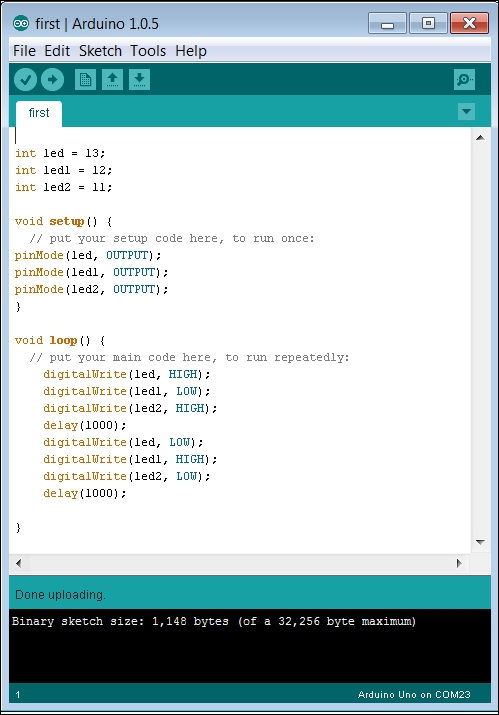 first | Arduino 1.0.5
File Edit Sketch Tools Help
first
int led = 13;
int led1 = 12;
int led2 = 11;
void setup() {
// put your setup code here, to run once:
pinMode(led, OUTPUT);
pinMode(led1, OUTPUT);
pinMode(led2, OUTPUT);
}
void loop() {
// put your main code here, to run repeatedly:
digitalWrite(led, HIGH);
digitalWrite(led1, LOW);
digitalWrite(led2, HIGH);
delay(1000);
digitalWrite(led, LOW);
digitalWrite(led1, HIGH);
digitalWrite(led2, LOW);
delay(1000);
}
Done uploading.
Binary sketch size: 1,148 bytes (of a 32,256 byte maximum)
1 Arduino Uno on COM23